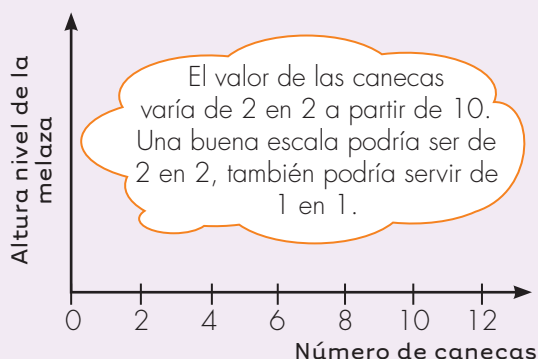 Altura nivel de la
melaza
El valor de las canecas
varía de 2 en 2 a partir de 10.
Una buena escala podría ser de
2 en 2, también podría servir de
1 en 1.
0 2 4 6 8 10 12
Número de canecas